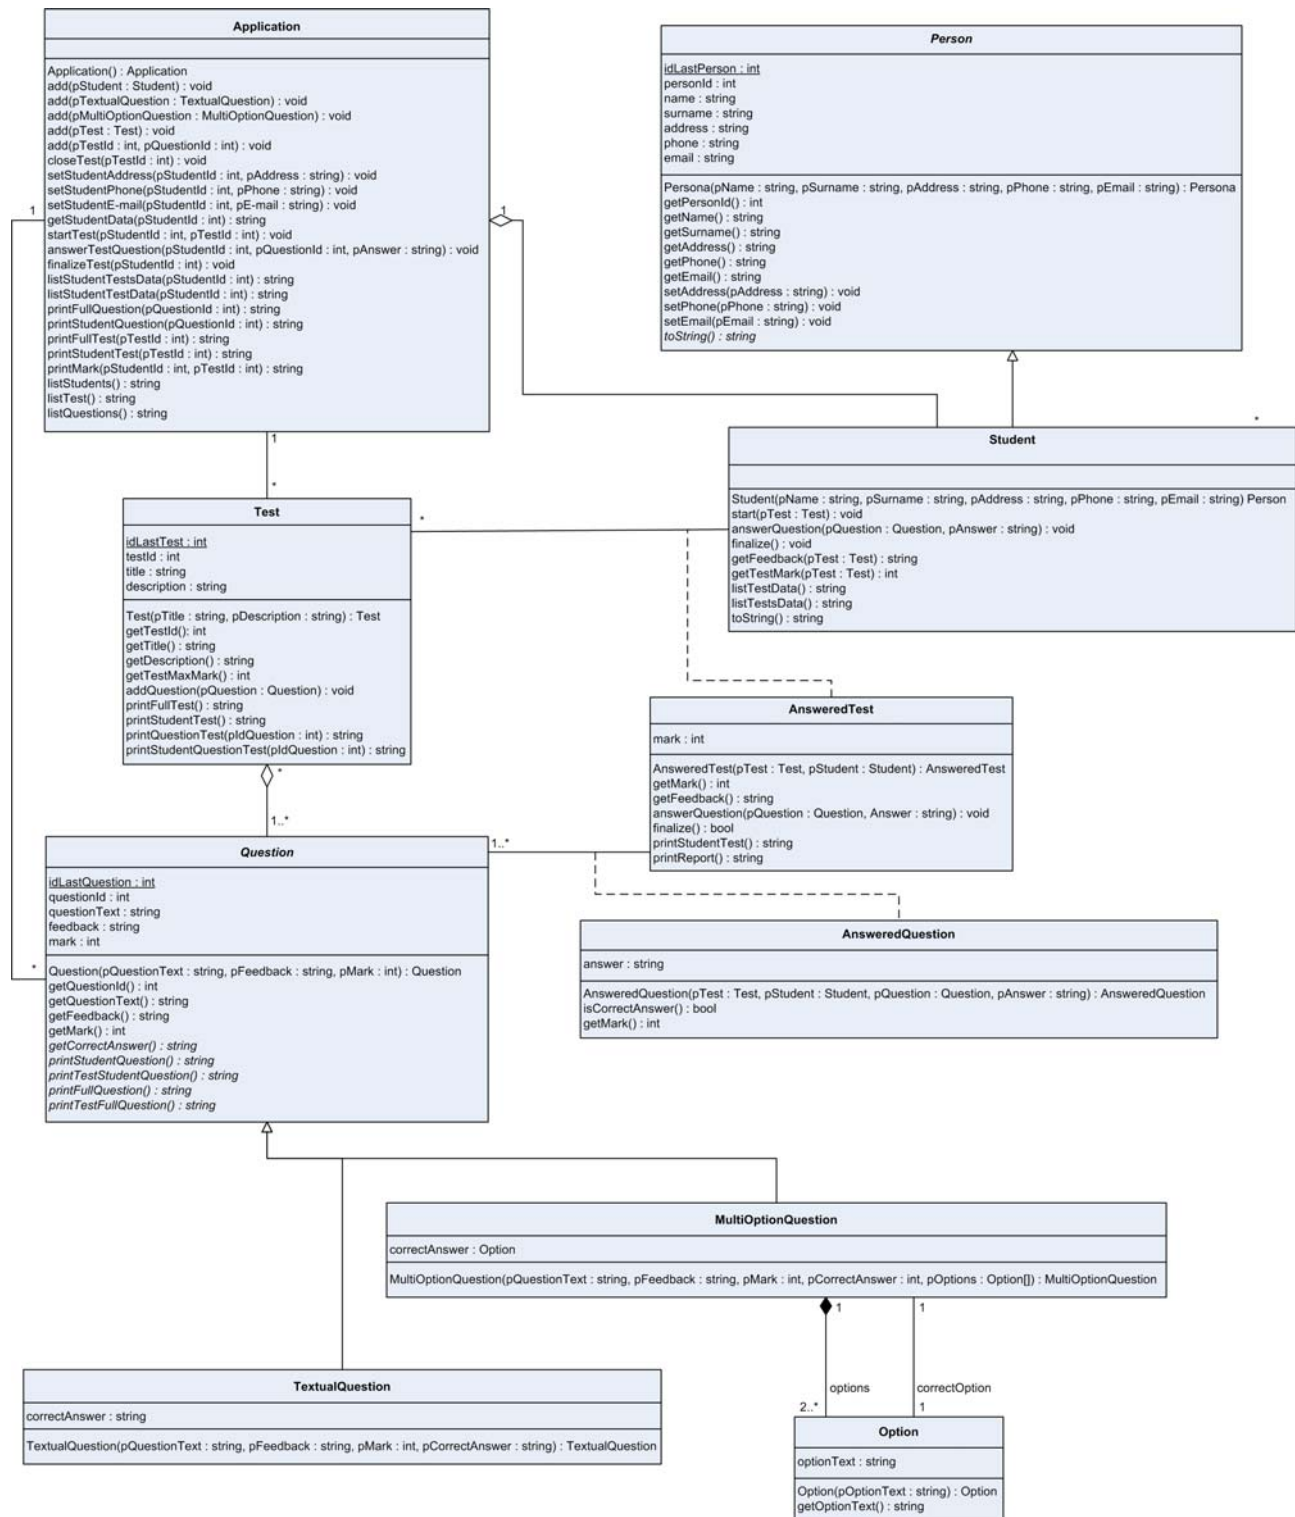 Application
Application() : Application
add(pStudent : Student) : void
add(pTextualQuestion : TextualQuestion) : void
add(pMultiOptionQuestion : MultiOptionQuestion) : void
add(pTest : Test) : void
add(pTestId : int, pQuestionId : int) : void
closeTest(pTestId : int) : void
setStudentAddress(pStudentId : int, pAddress : string) : void
setStudentPhone(pStudentId : int, pPhone : string) : void
setStudentE-mail(pStudentId : int, pE-mail : string) : void
getStudentData(pStudentId : int) : string
startTest(pStudentId : int, pTestId : int) : void
answerTestQuestion(pStudentId : int, pQuestionId : int, pAnswer : string) : void
finalizeTest(pStudentId : int) : void
listStudentTestsData(pStudentId : int) : string
listStudentTestData(pStudentId : int) : string
printFullQuestion(pQuestionId : int) : string
printStudentQuestion(pQuestionId : int) : string
printFullTest(pTestId : int) : string
printStudentTest(pTestId : int) : string
printMark(pStudentId : int, pTestId : int) : string
listStudents() : string
listTest() : string
listQuestions() : string
Person
idLastPerson : int
personId : int
name : string
surname : string
address : string
phone : string
email : string
Persona(pName : string, pSurname : string, pAddress : string, pPhone : string, pEmail : string) : Persona
getPersonId() : int
getName() : string
getSurname() : string
getAddress() : string
getPhone() : string
getEmail() : string
setAddress(pAddress : string) : void
setPhone(pPhone : string) : void
setEmail(pEmail : string) : void
toString() : string
1
1
1
*
*
*
Student
Student(pName : string, pSurname : string, pAddress : string, pPhone : string, pEmail : string) Person
start(pTest : Test) : void
answerQuestion(pQuestion : Question, pAnswer : string) : void
finalize() : void
getFeedback(pTest : Test) : string
getTestMark(pTest : Test) : int
listTestData() : string
listTestsData() : string
toString() : string
Test
idLastTest : int
testId : int
title : string
description : string
Test(pTitle : string, pDescription : string) : Test
getTestId(): int
getTitle() : string
getDescription() : string
getTestMaxMark() : int
addQuestion(pQuestion : Question) : void
printFullTest() : string
printStudentTest() : string
printQuestionTest(pIdQuestion : int) : string
printStudentQuestionTest(pIdQuestion : int) : string
*
1..*
AnsweredTest
mark : int
AnsweredTest(pTest : Test, pStudent : Student) : AnsweredTest
getMark() : int
getFeedback() : string
answerQuestion(pQuestion : Question, Answer : string) : void
finalize() : bool
printStudentTest() : string
printReport() : string
1..*
Question
idLastQuestion : int
questionId : int
questionText : string
feedback : string
mark : int
Question(pQuestionText : string, pFeedback : string, pMark : int) : Question
getQuestionId() : int
getQuestionText() : string
getFeedback() : string
getMark() : int
getCorrectAnswer() : string
printStudentQuestion() : string
printTestStudentQuestion() : string
printFullQuestion() : string
printTestFullQuestion() : string
*
AnsweredQuestion
answer : string
AnsweredQuestion(pTest : Test, pStudent : Student, pQuestion : Question, pAnswer : string) : AnsweredQuestion
isCorrectAnswer() : bool
getMark() : int
MultiOptionQuestion
correctAnswer : Option
MultiOptionQuestion(pQuestionText : string, pFeedback : string, pMark : int, pCorrectAnswer : int, pOptions : Option[]) : MultiOptionQuestion
1
1
options
correctOption
2..*
1
TextualQuestion
correctAnswer : string
TextualQuestion(pQuestionText : string, pFeedback : string, pMark : int, pCorrectAnswer : string) : TextualQuestion
Option
optionText : string
Option(pOptionText : string) : Option
getOptionText() : string